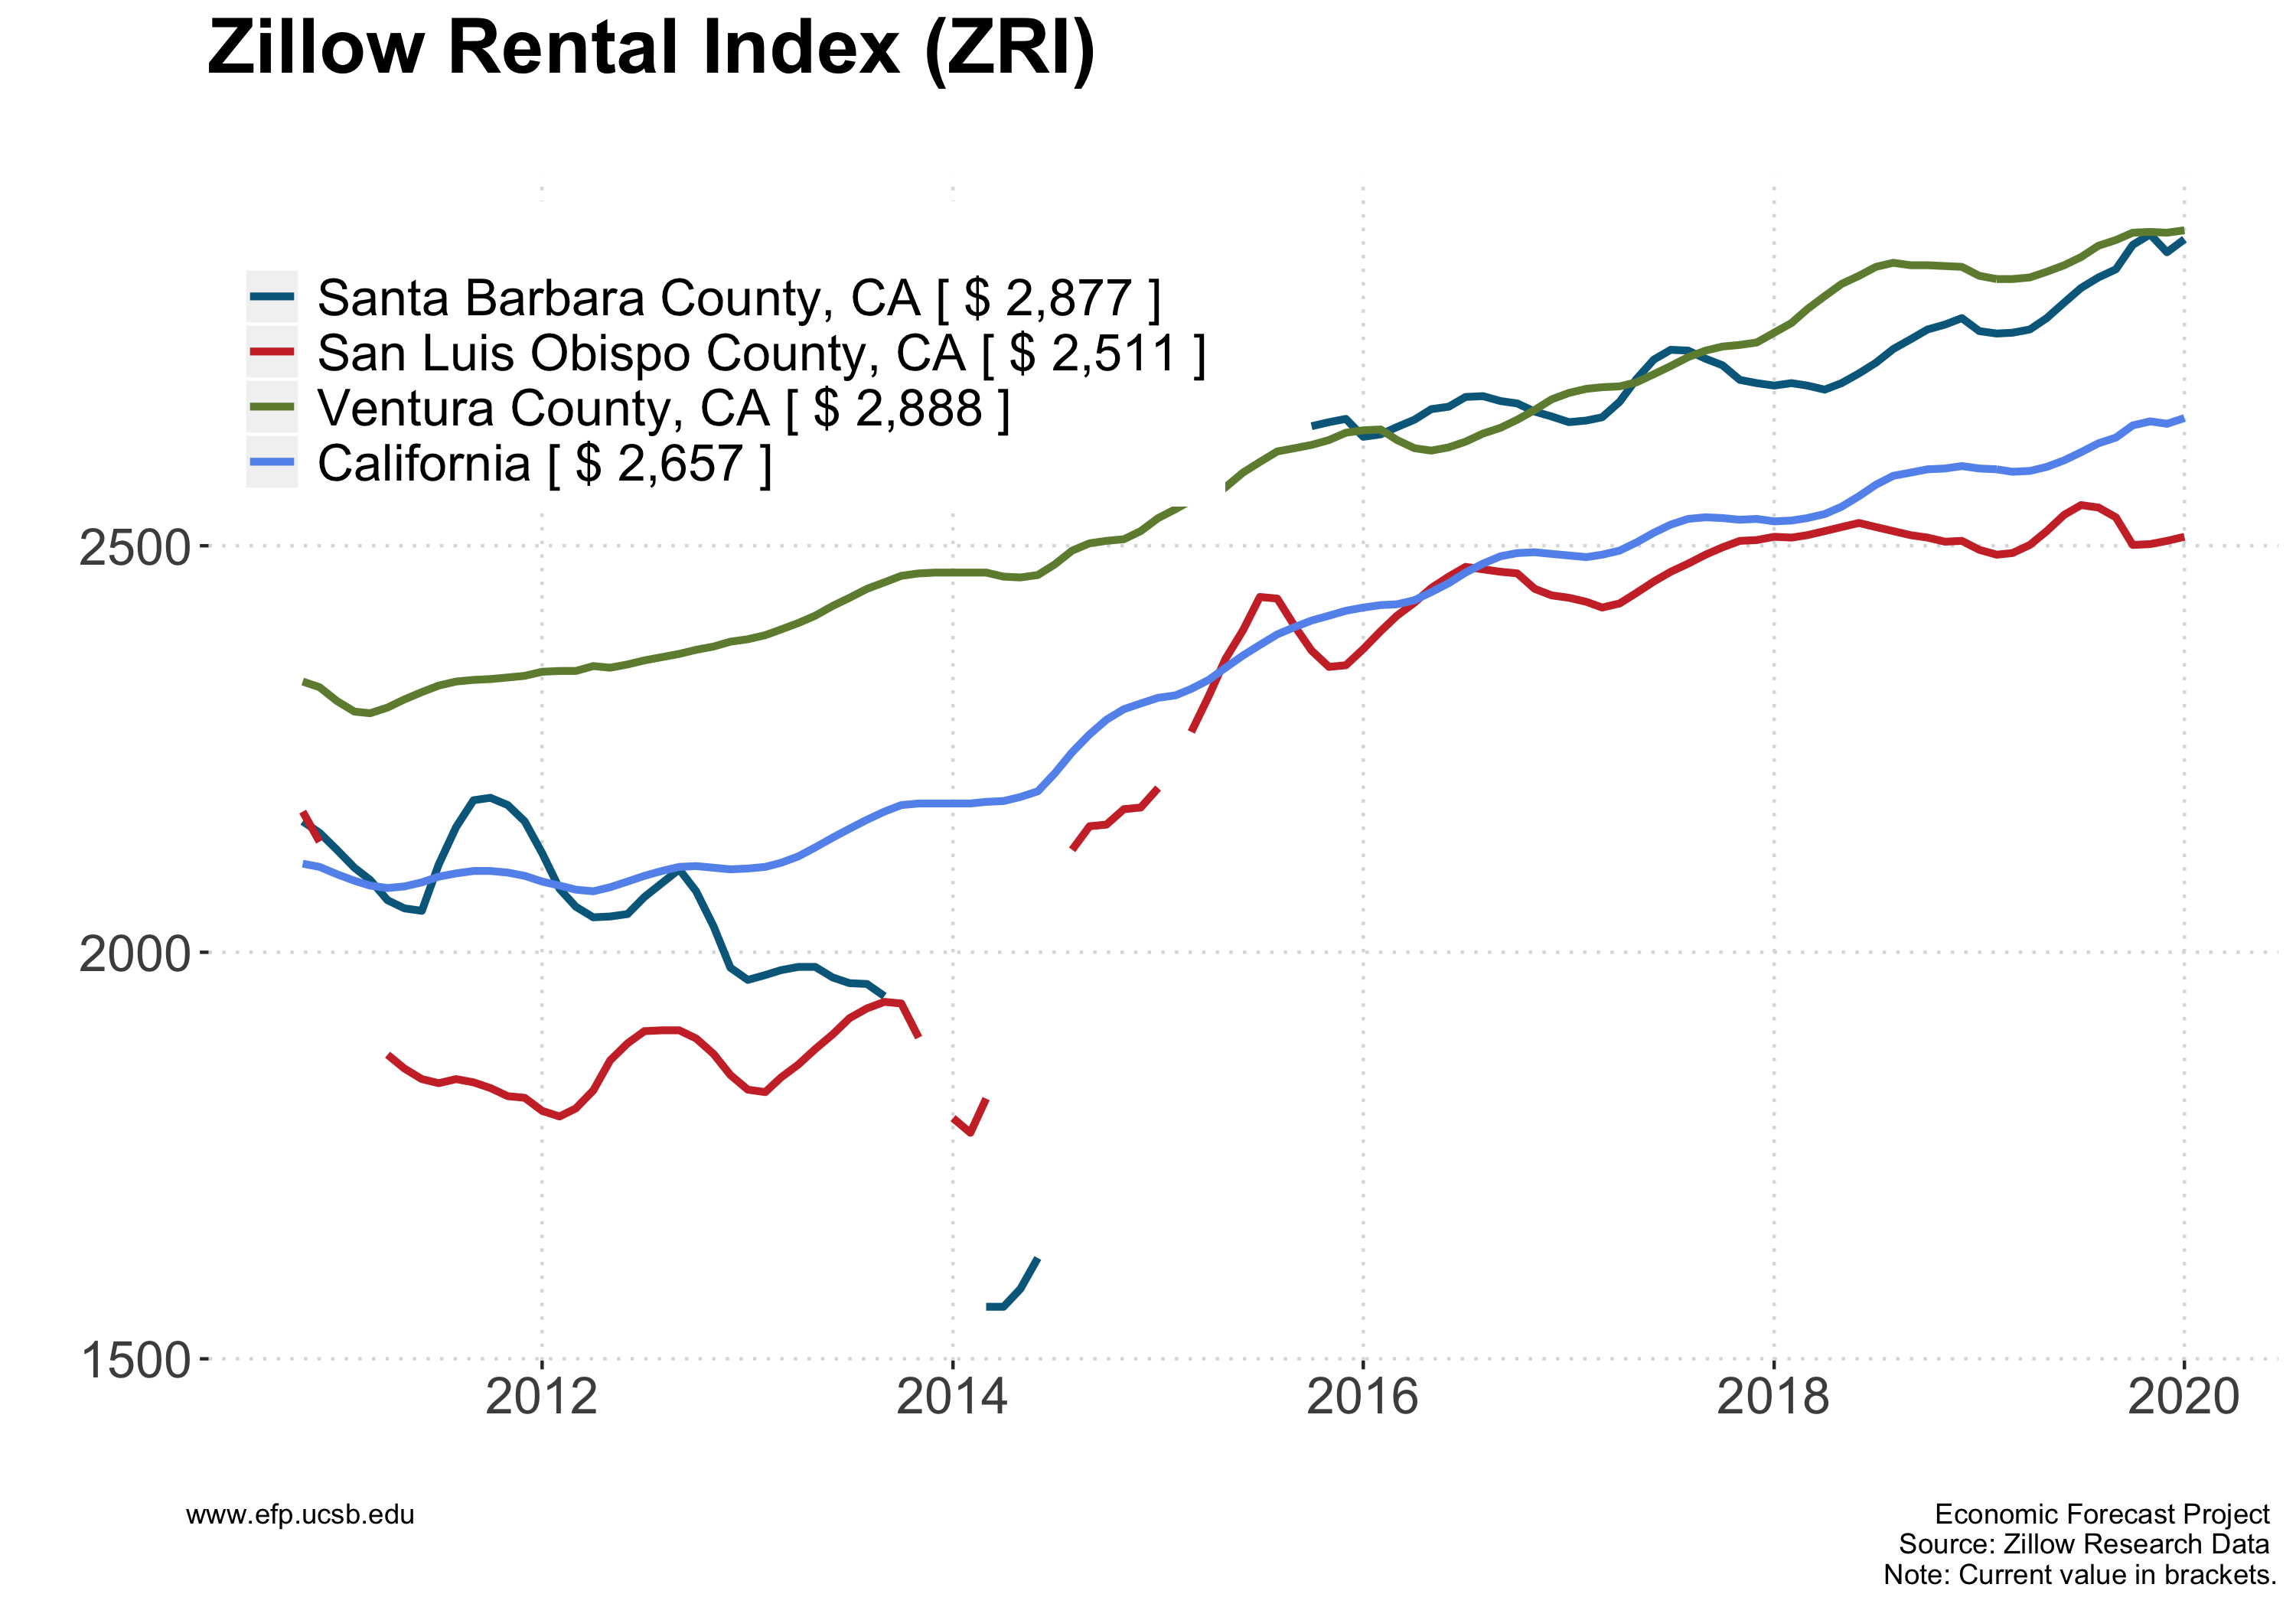 Zillow Rental Index (ZRI)
Santa Barbara County, CA [ $ 2,877 ]
San Luis Obispo County, CA [ $ 2,511 ]
Ventura County, CA [ $ 2,888 ]
California [ $ 2,657 ]
2500
2000
1500
2012 2014 2016 2018 2020
www.efp.ucsb.edu
Economic Forecast Project
Source: Zillow Research Data
Note: Current value in brackets.